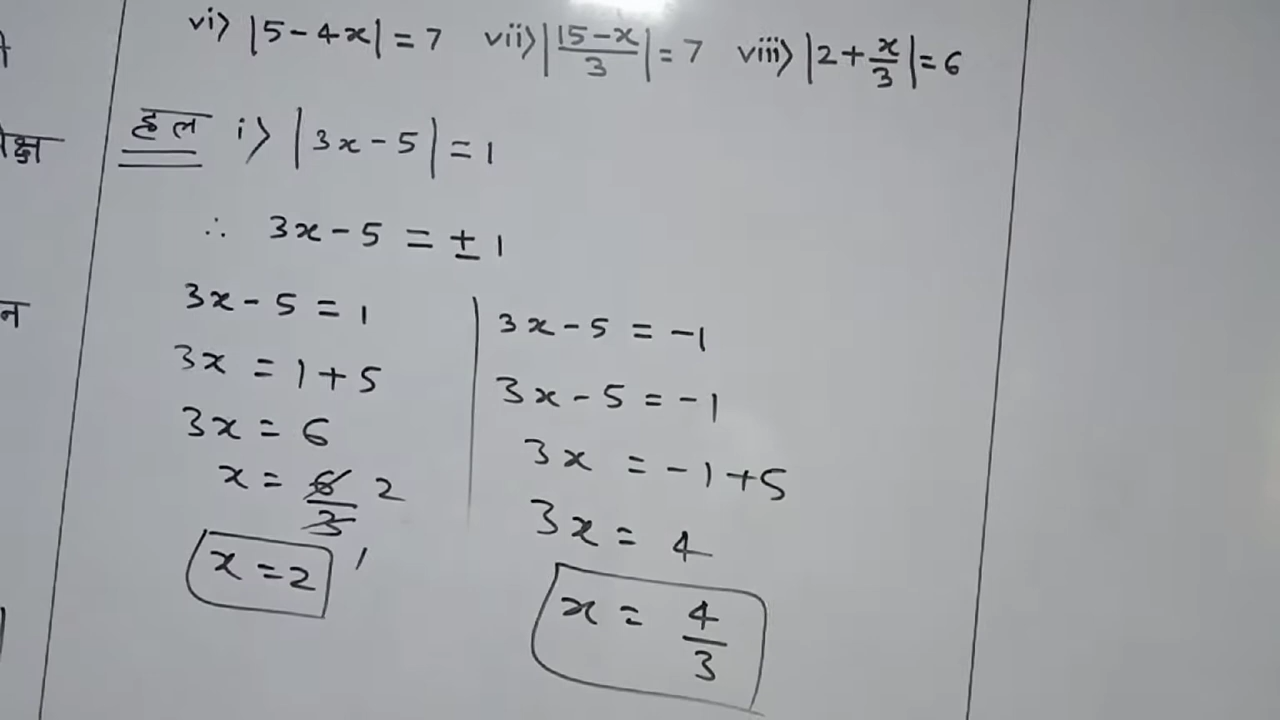 vi> |5-4x| = 7 vii> |15-x/3| = 7 viii> |2+x/3| = 6
हल i> |3x-5| = 1
∴ 3x-5 = ± 1
3x-5 = 1
3x = 1+5
3x = 6
x = 6/3 2
1
x = 2
3x-5 = -1
3x-5 = -1
3x = -1+5
3x = 4
x = 4/3